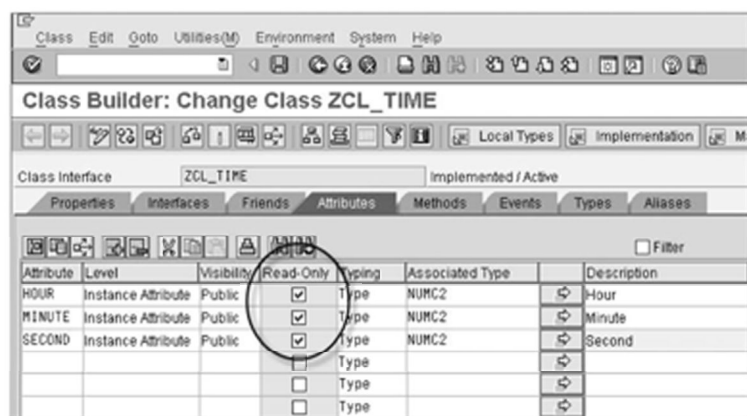 Class Edit Goto Utilities(M) Environment System Help
Class Builder: Change Class ZCL_TIME
Local Types Implementation M
Class Interface ZCL_TIME Implemented / Active
Properties Interfaces Friends Attributes Methods Events Types Aliases
Filter
Attribute Level Visibility Read-Only Typing Associated Type Description
HOUR Instance Attribute Public Type NUMC2 Hour
MINUTE Instance Attribute Public Type NUMC2 Minute
SECOND Instance Attribute Public Type NUMC2 Second
Type
Type
Type